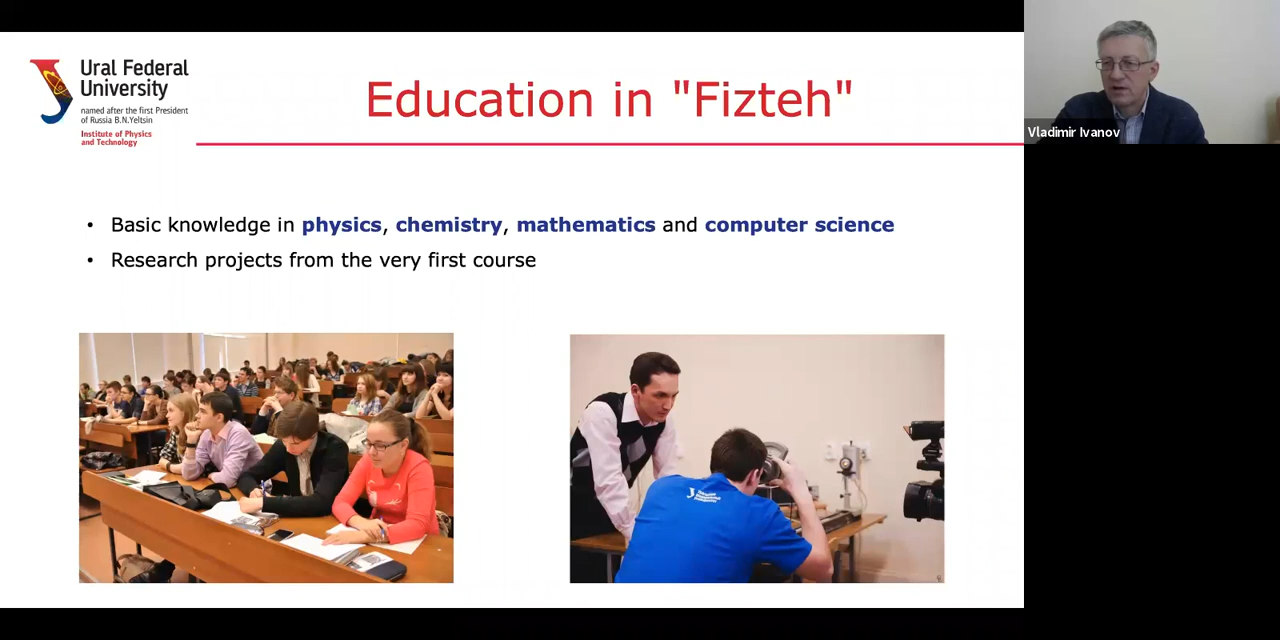 Ural Federal
University
named after the first President
of Russia B.N.Yeltsin
Institute of Physics
and Technology
Education in "Fizteh"
Vladimir Ivanov
• Basic knowledge in physics, chemistry, mathematics and computer science
• Research projects from the very first course